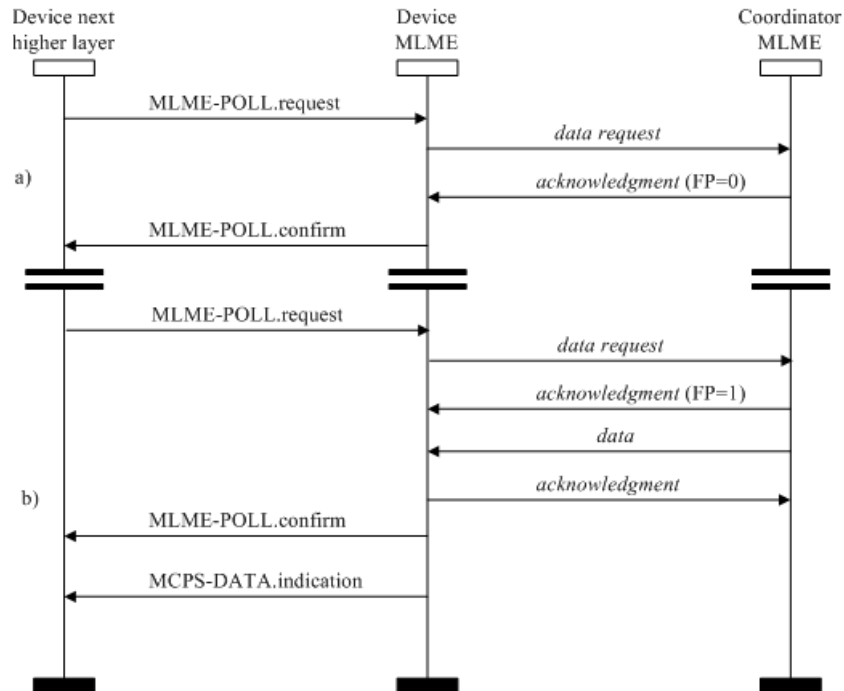 Device next
higher layer
Device
MLME
Coordinator
MLME
MLME-POLL.request
data request
a)
acknowledgment (FP=0)
MLME-POLL.confirm
MLME-POLL.request
data request
acknowledgment (FP=1)
data
b)
acknowledgment
MLME-POLL.confirm
MCPS-DATA.indication